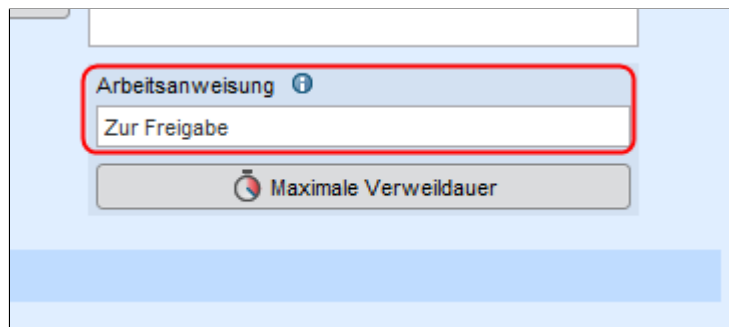 Arbeitsanweisung
Zur Freigabe
Maximale Verweildauer